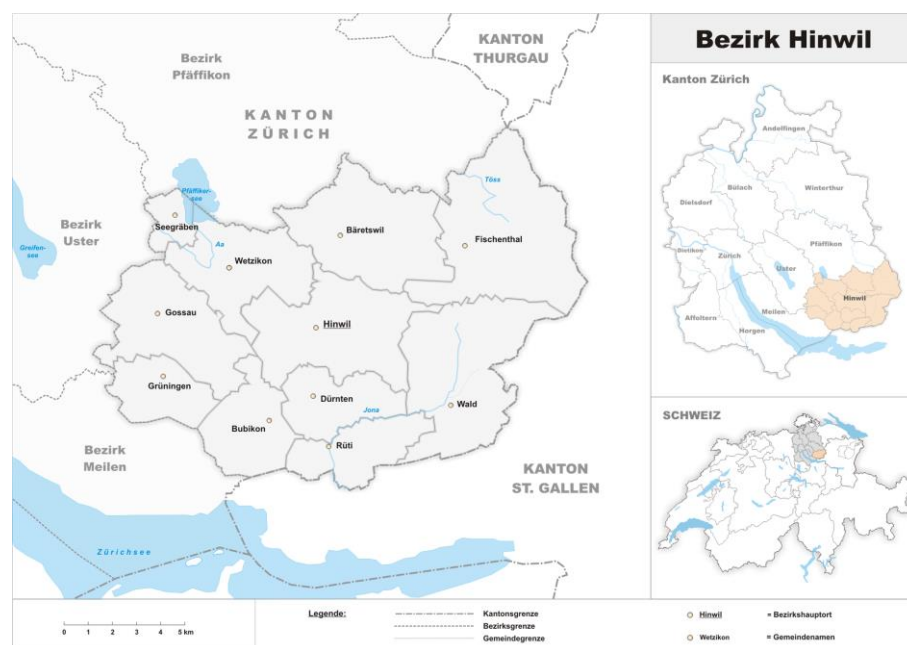 Bezirk
Pfäffikon
KANTON
THURGAU
KANTON
ZÜRICH
Pfäffiker-
see
Töss
Seegräben
Bezirk
Uster
Greifen-
see
Aa
Bäretswil
Fischenthal
Wetzikon
Gossau
Hinwil
Grüningen
Dürnten
Jona
Wald
Bubikon
Rüti
Bezirk
Meilen
KANTON
ST. GALLEN
Zürichsee
Bezirk Hinwil
Kanton Zürich
Andelfingen
Bülach
Winterthur
Dielsdorf
Pfäffikon
Dietikon
Zürich
Uster
Hinwil
Meilen
Affoltern
Horgen
SCHWEIZ
0 1 2 3 4 5 km
Legende:
Kantonsgrenze
Bezirksgrenze
Gemeindegrenze
Hinwil = Bezirkshauptort
Wetzikon = Gemeindenamen